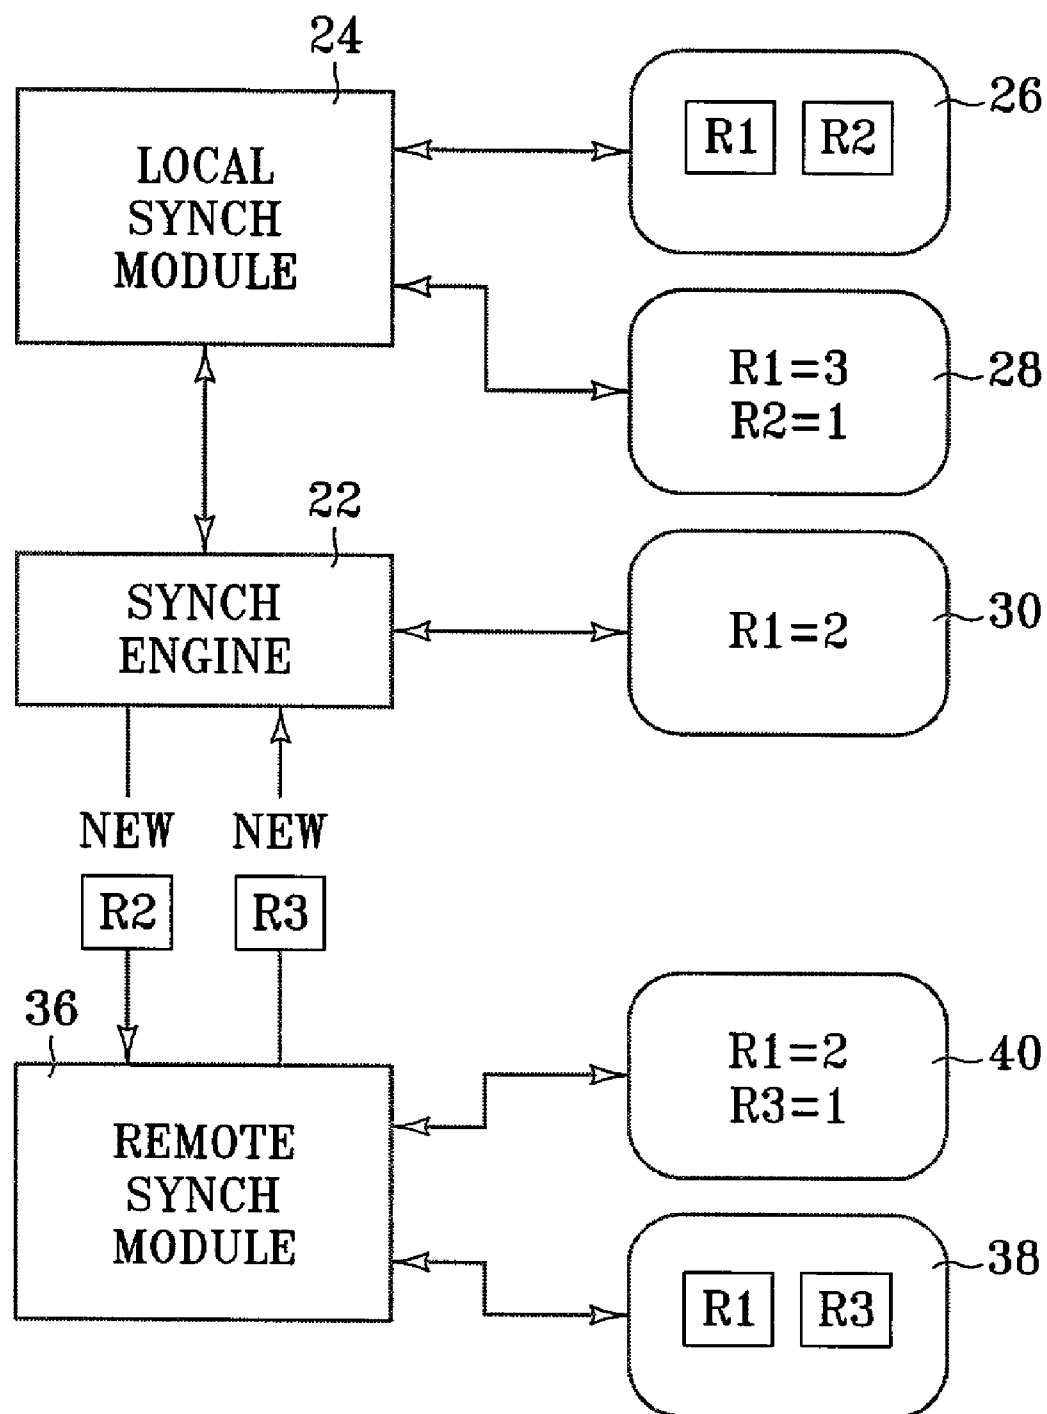 24
LOCAL
SYNCH
MODULE
R1 R2
26
R1=3
R2=1
28
22
SYNCH
ENGINE
R1=2
30
NEW NEW
R2 R3
36
REMOTE
SYNCH
MODULE
R1=2
R3=1
40
R1 R3
38